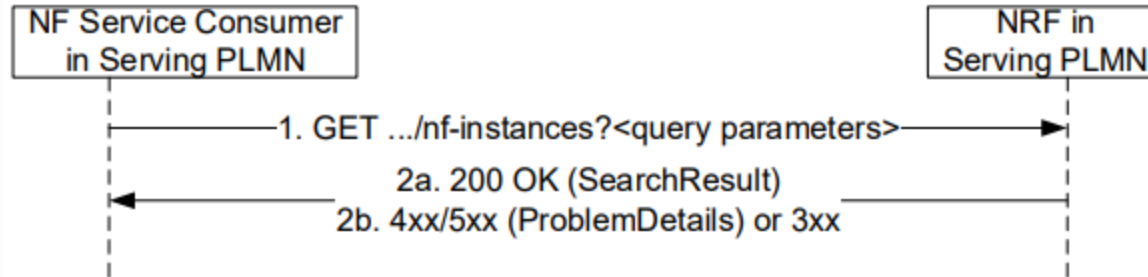 NF Service Consumer
in Serving PLMN
NRF in
Serving PLMN
1. GET .../nf-instances?<query parameters>
2a. 200 OK (SearchResult)
2b. 4xx/5xx (ProblemDetails) or 3xx